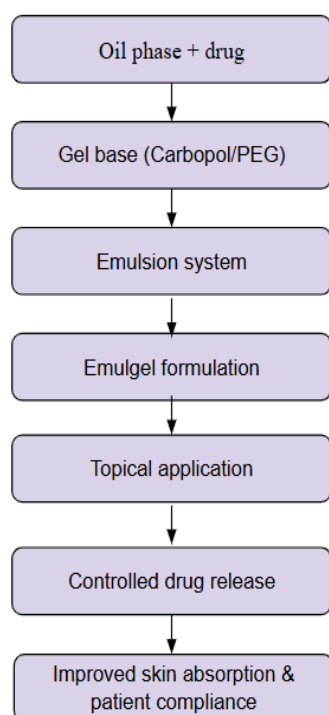 Oil phase + drug
Gel base (Carbopol/PEG)
Emulsion system
Emulgel formulation
Topical application
Controlled drug release
Improved skin absorption &
patient compliance